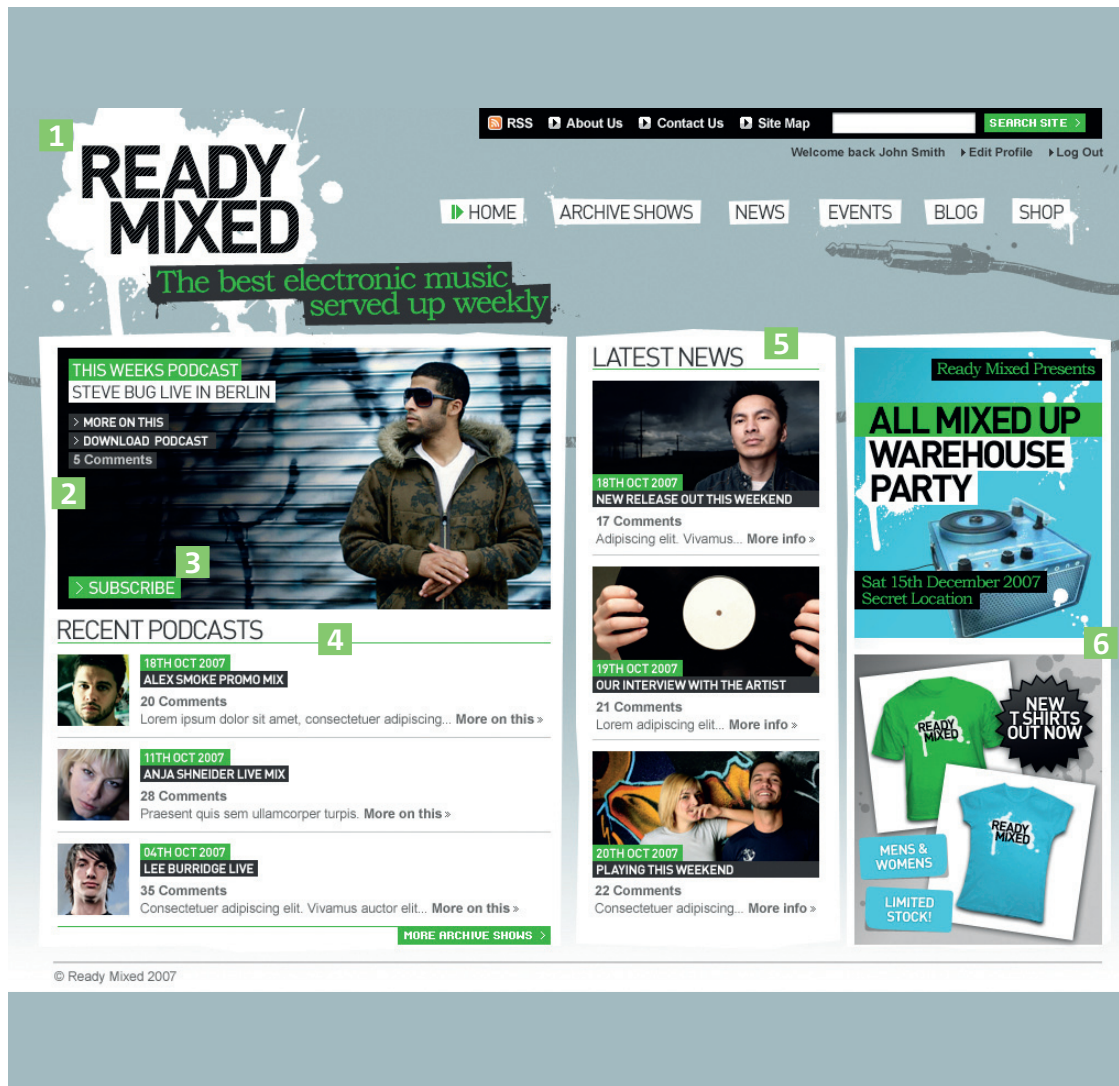 1
READY
MIXED
The best electronic music
served up weekly
RSS About Us Contact Us Site Map SEARCH SITE >
Welcome back John Smith Edit Profile Log Out
HOME ARCHIVE SHOWS NEWS EVENTS BLOG SHOP
THIS WEEKS PODCAST
STEVE BUG LIVE IN BERLIN
> MORE ON THIS
> DOWNLOAD PODCAST
5 Comments
2
3
> SUBSCRIBE
RECENT PODCASTS
4
18TH OCT 2007
ALEX SMOKE PROMO MIX
20 Comments
Lorem ipsum dolor sit amet, consectetuer adipiscing... More on this »
11TH OCT 2007
ANJA SHNEIDER LIVE MIX
28 Comments
Praesent quis sem ullamcorper turpis. More on this »
04TH OCT 2007
LEE BURRIDGE LIVE
35 Comments
Consectetuer adipiscing elit. Vivamus auctor elit... More on this »
MORE ARCHIVE SHOWS >
LATEST NEWS
5
18TH OCT 2007
NEW RELEASE OUT THIS WEEKEND
17 Comments
Adipiscing elit. Vivamus... More info »
19TH OCT 2007
OUR INTERVIEW WITH THE ARTIST
21 Comments
Lorem adipiscing elit... More info »
20TH OCT 2007
PLAYING THIS WEEKEND
22 Comments
Consectetuer adipiscing... More info »
Ready Mixed Presents
ALL MIXED UP
WAREHOUSE
PARTY
Sat 15th December 2007
Secret Location
6
NEW
T SHIRTS
OUT NOW
READY
MIXED
READY
MIXED
MENS &
WOMENS
LIMITED
STOCK!
© Ready Mixed 2007